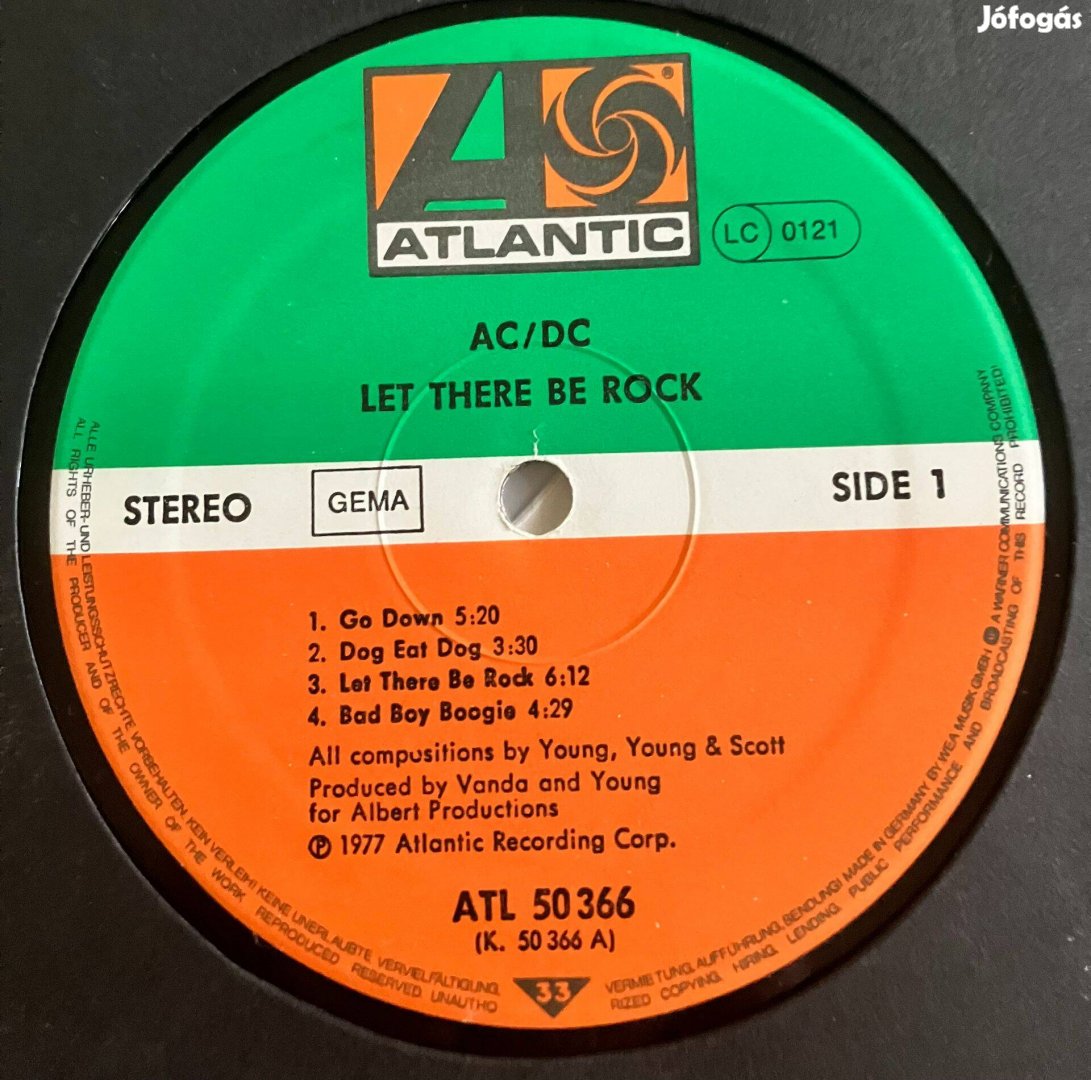 Jófogás
ATLANTIC
®
LC 0121
AC/DC
LET THERE BE ROCK
STEREO
GEMA
SIDE 1
1. Go Down 5:20
2. Dog Eat Dog 3:30
3. Let There Be Rock 6:12
4. Bad Boy Boogie 4:29
All compositions by Young, Young & Scott
Produced by Vanda and Young
for Albert Productions
℗ 1977 Atlantic Recording Corp.
ATL 50 366
(K. 50 366 A)
33
ALLE URHEBER- UND LEISTUNGSSCHUTZRECHTE VORBEHALTEN. KEIN VERLEIH! KEINE UNERLAUBTE VERVIELFÄLTIGUNG, VERMIETUNG, AUFFÜHRUNG, SENDUNG! MADE IN GERMANY BY WEA MUSIK GMBH A WARNER COMMUNICATIONS COMPANY
ALL RIGHTS OF THE PRODUCER AND OF THE OWNER OF THE WORK REPRODUCED RESERVED. UNAUTHORIZED COPYING, HIRING, LENDING, PUBLIC PERFORMANCE AND BROADCASTING OF THIS RECORD PROHIBITED!